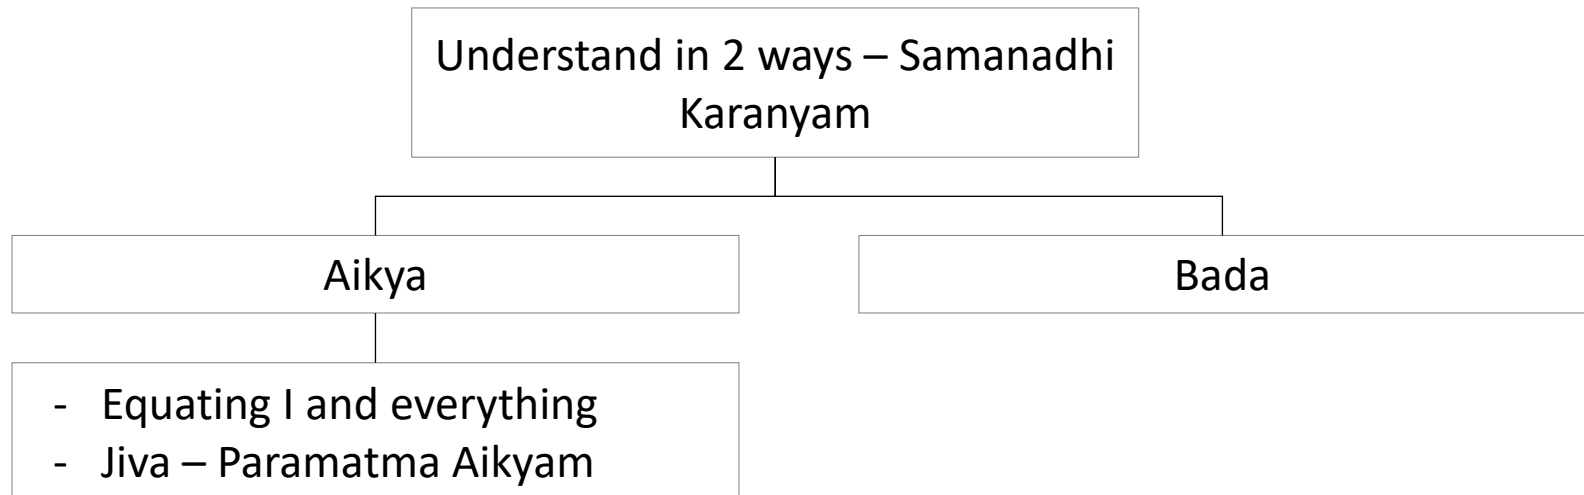 Understand in 2 ways – Samanadhi
Karanyam
Aikya
Bada
- Equating I and everything
- Jiva – Paramatma Aikyam